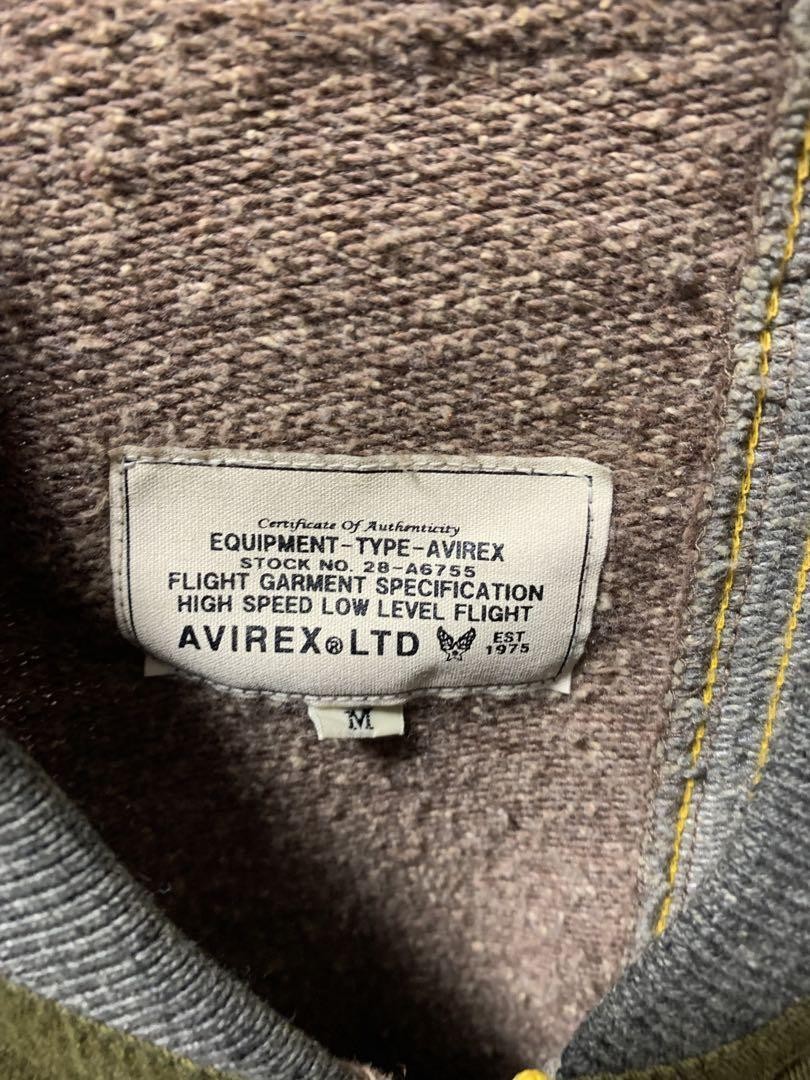 Certificate Of Authenticity
EQUIPMENT-TYPE-AVIREX
STOCK NO. 28-A6755
FLIGHT GARMENT SPECIFICATION
HIGH SPEED LOW LEVEL FLIGHT
AVIREX®LTD EST 1975
M